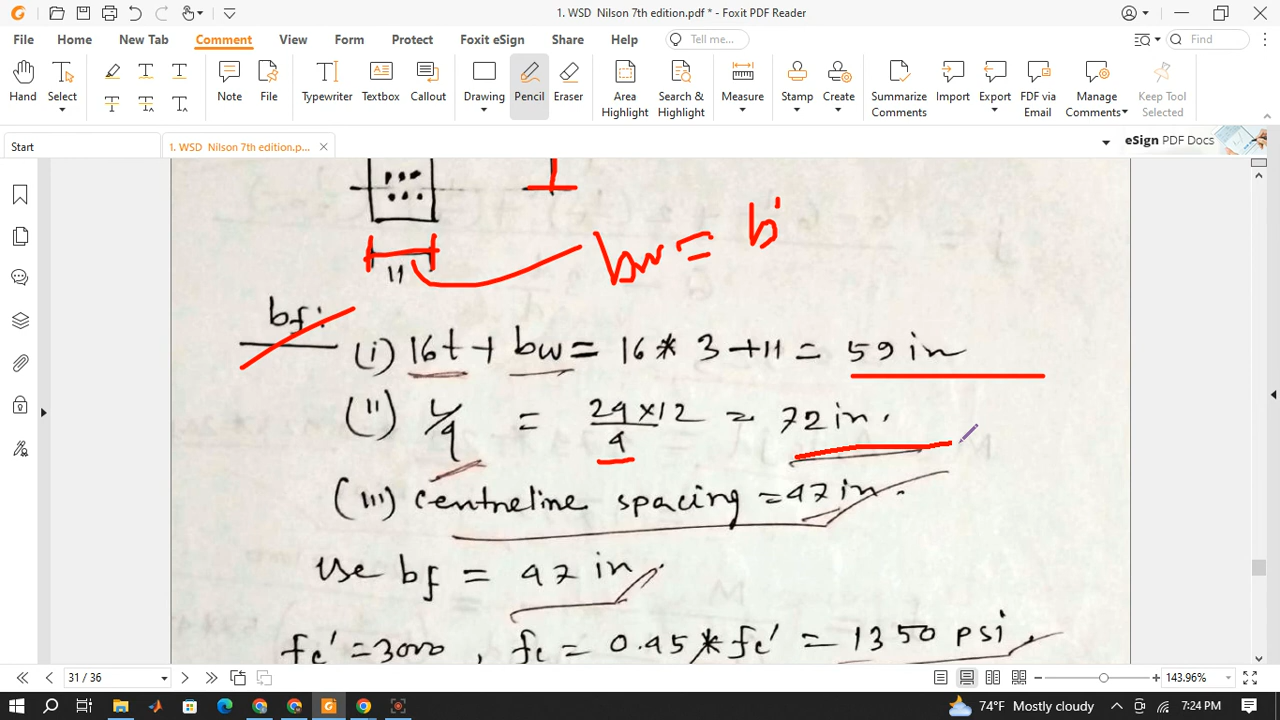 1. WSD Nilson 7th edition.pdf * - Foxit PDF Reader
File Home New Tab Comment View Form Protect Foxit eSign Share Help Tell me... Find
Hand Select Note File Typewriter Textbox Callout Drawing Pencil Eraser Area Highlight Search & Highlight Measure Stamp Create Summarize Comments Import Export FDF via Email Manage Comments Keep Tool Selected
Start 1. WSD Nilson 7th edition.p... eSign PDF Docs
11 bw = b'
bf:
(i) 16t + bw = 16 * 3 + 11 = 59 in
(ii) L/4 = 24×12/4 = 72 in.
(iii) centreline spacing = 47 in.
use bf = 47 in.
fc' = 3000, fc = 0.45 * fc' = 1350 psi.
31 / 36 143.96%
74°F Mostly cloudy 7:24 PM